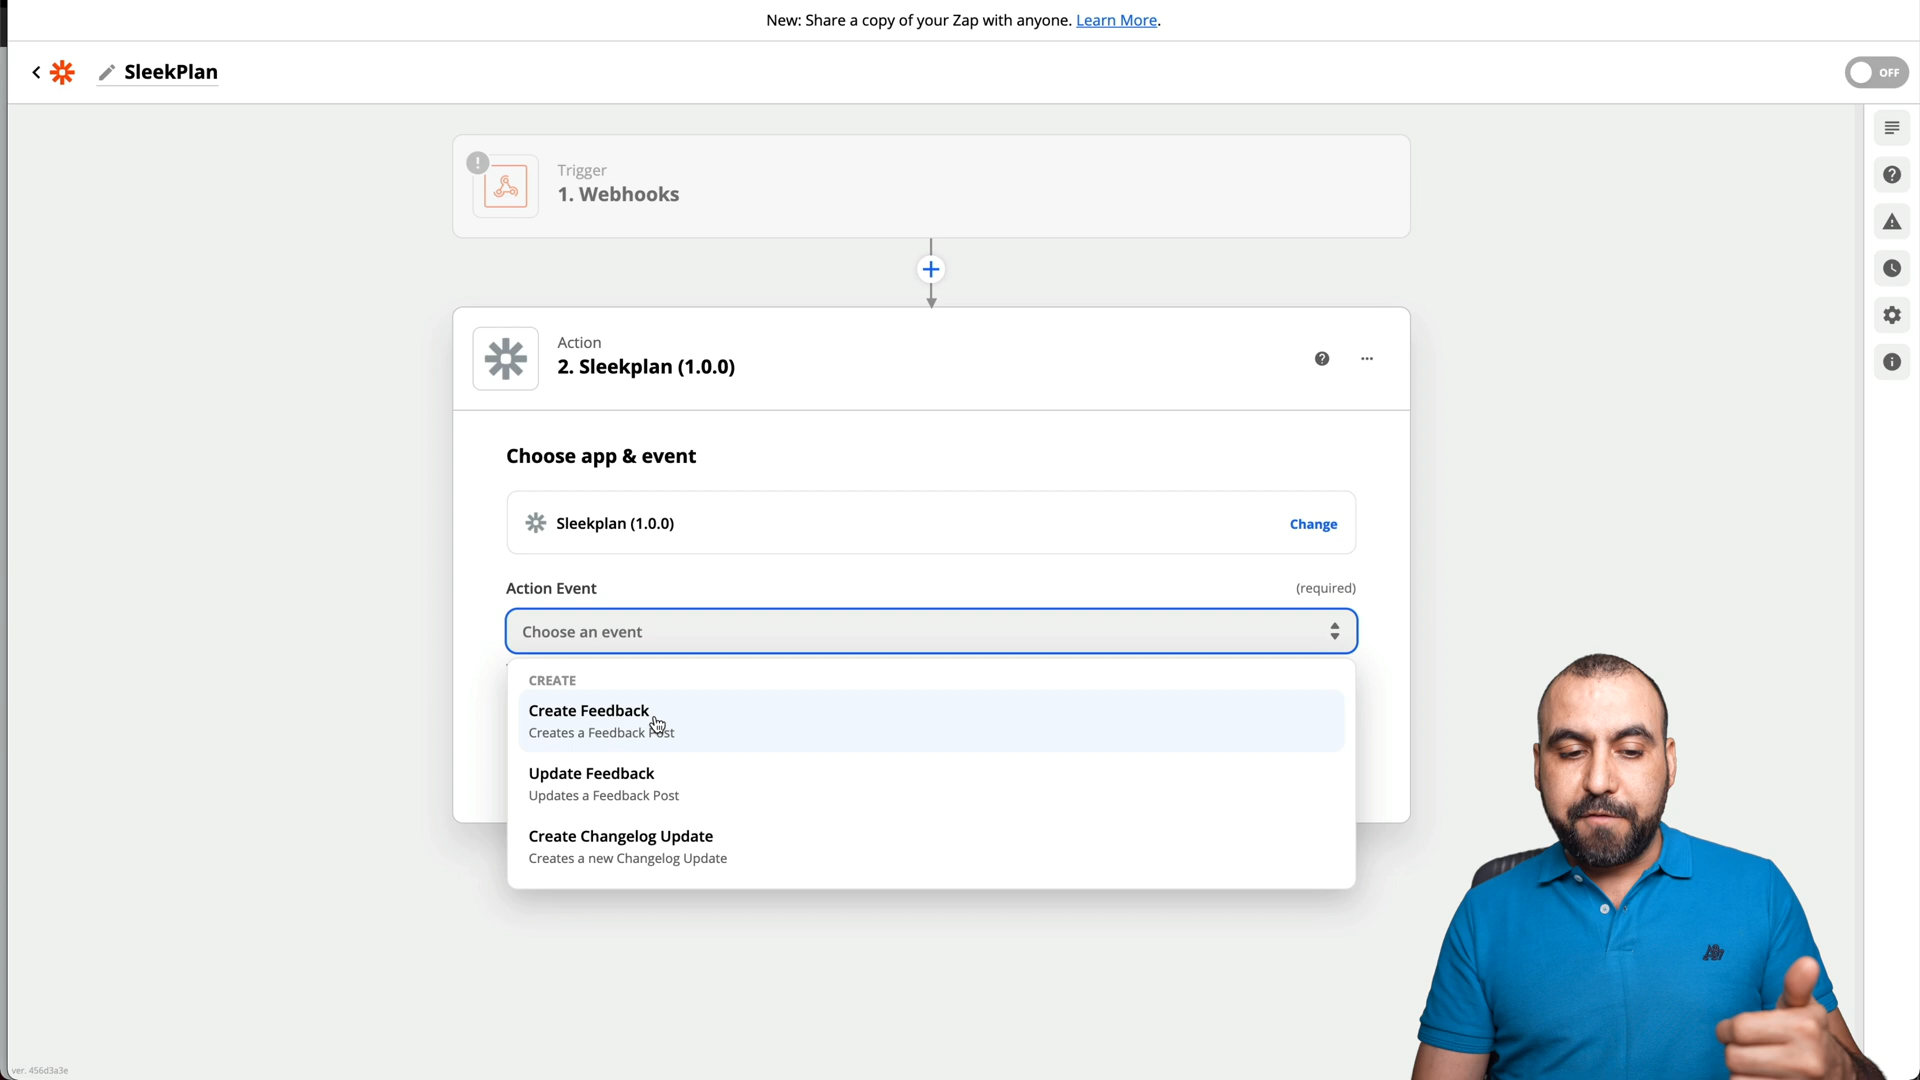 New: Share a copy of your Zap with anyone. Learn More.
SleekPlan
OFF
Trigger
1. Webhooks
Action
2. Sleekplan (1.0.0)
Choose app & event
Sleekplan (1.0.0)
Change
Action Event
(required)
Choose an event
CREATE
Create Feedback
Creates a Feedback Post
Update Feedback
Updates a Feedback Post
Create Changelog Update
Creates a new Changelog Update
ver. 456d3a3e